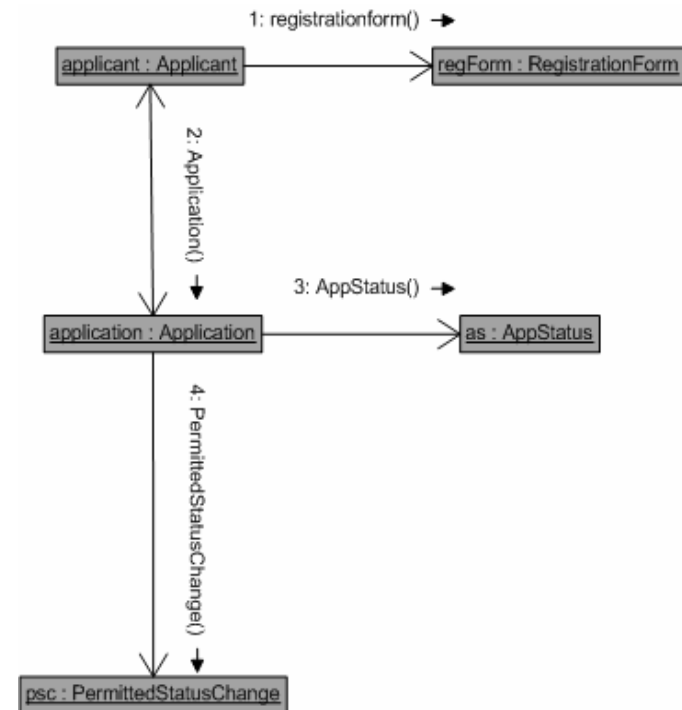 1: registrationform()
applicant : Applicant
regForm : RegistrationForm
2: Application()
3: AppStatus()
application : Application
as : AppStatus
4: PermittedStatusChange()
psc : PermittedStatusChange